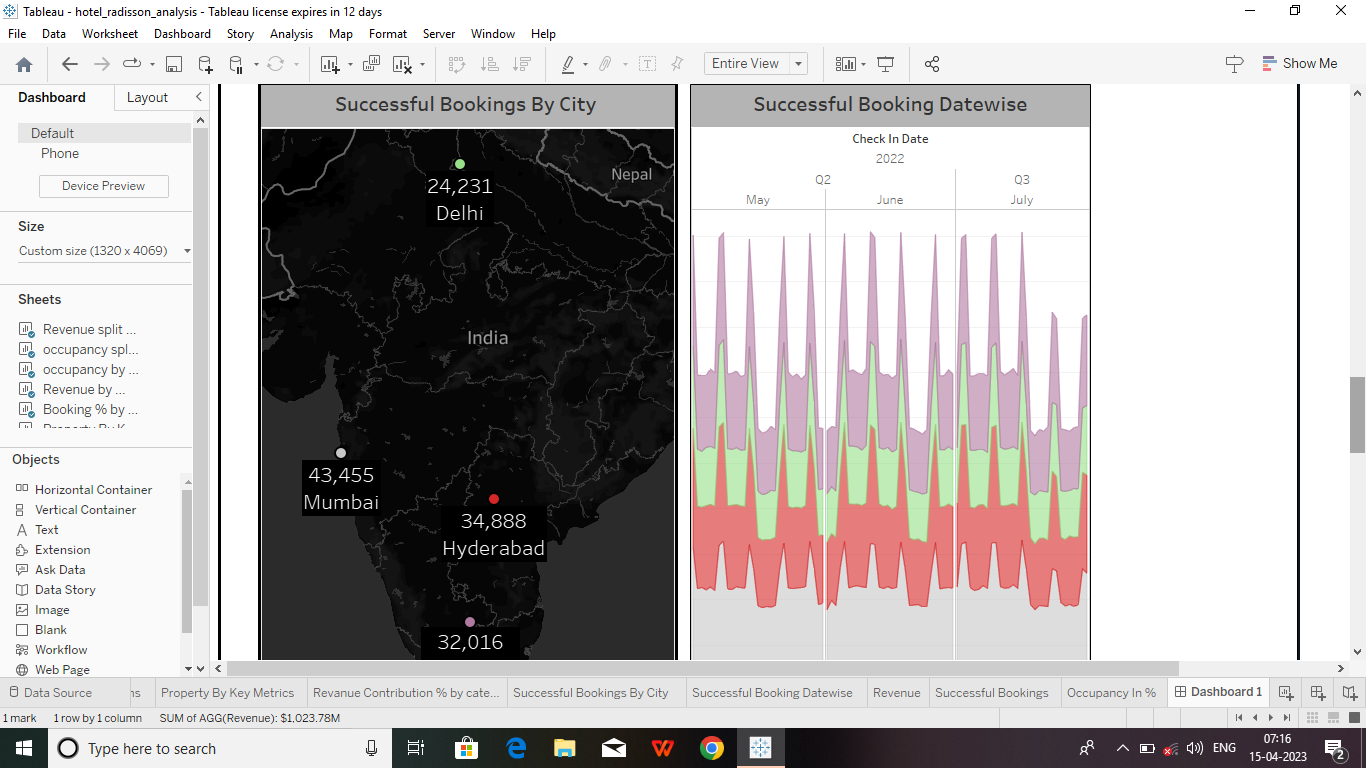 Tableau - hotel_radisson_analysis - Tableau license expires in 12 days
File Data Worksheet Dashboard Story Analysis Map Format Server Window Help
Entire View
Show Me
Dashboard Layout
Default
Phone
Device Preview
Size
Custom size (1320 x 4069)
Sheets
Revenue split ...
occupancy spl...
occupancy by ...
Revenue by ...
Booking % by ...
Objects
Horizontal Container
Vertical Container
Text
Extension
Ask Data
Data Story
Image
Blank
Workflow
Web Page
Successful Bookings By City
Nepal
24,231
Delhi
India
43,455
Mumbai
34,888
Hyderabad
32,016
Successful Booking Datewise
Check In Date
2022
Q2 Q3
May June July
Data Source ns Property By Key Metrics Revanue Contribution % by cate... Successful Bookings By City Successful Booking Datewise Revenue Successful Bookings Occupancy In % Dashboard 1
1 mark 1 row by 1 column SUM of AGG(Revenue): $1,023.78M
Type here to search
ENG
07:16
15-04-2023
2